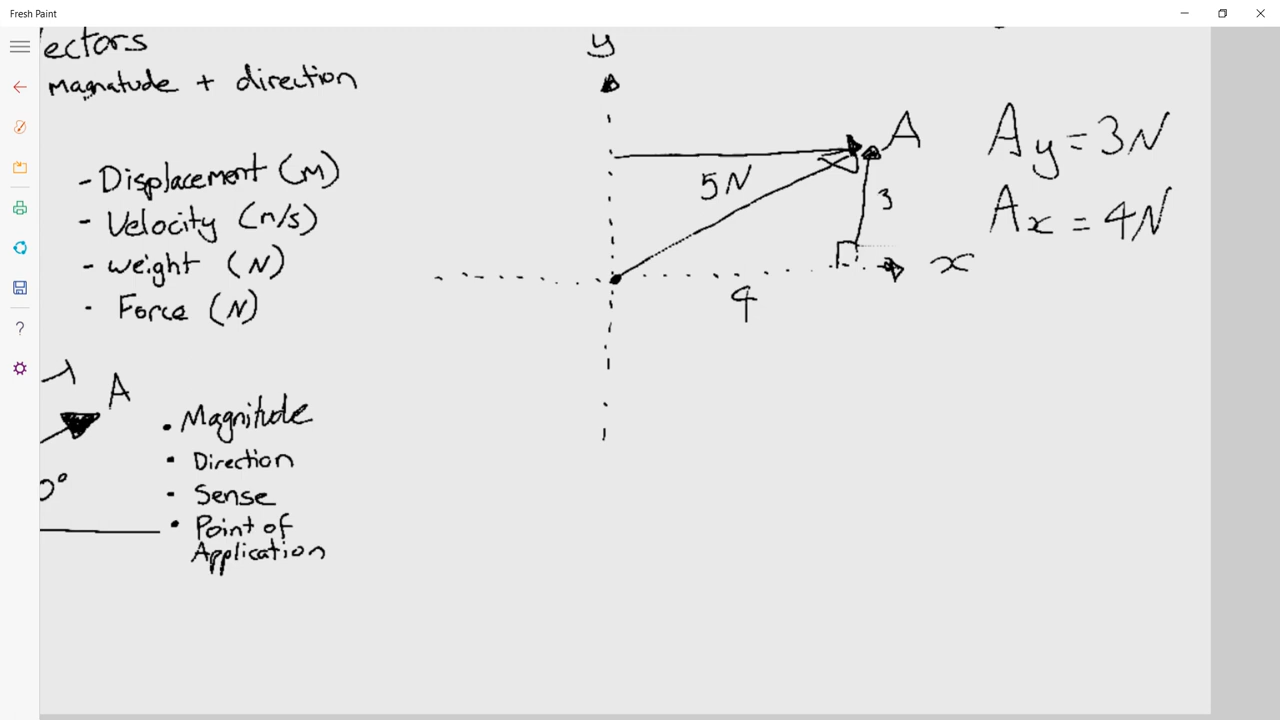 Fresh Paint
ectors
magnatude + direction
- Displacement (m)
- Velocity (m/s)
- weight (N)
- Force (N)
A
0°
• Magnitude
• Direction
• Sense
• Point of
Application
y
A
5N
3
x
4
Ay = 3N
Ax = 4N